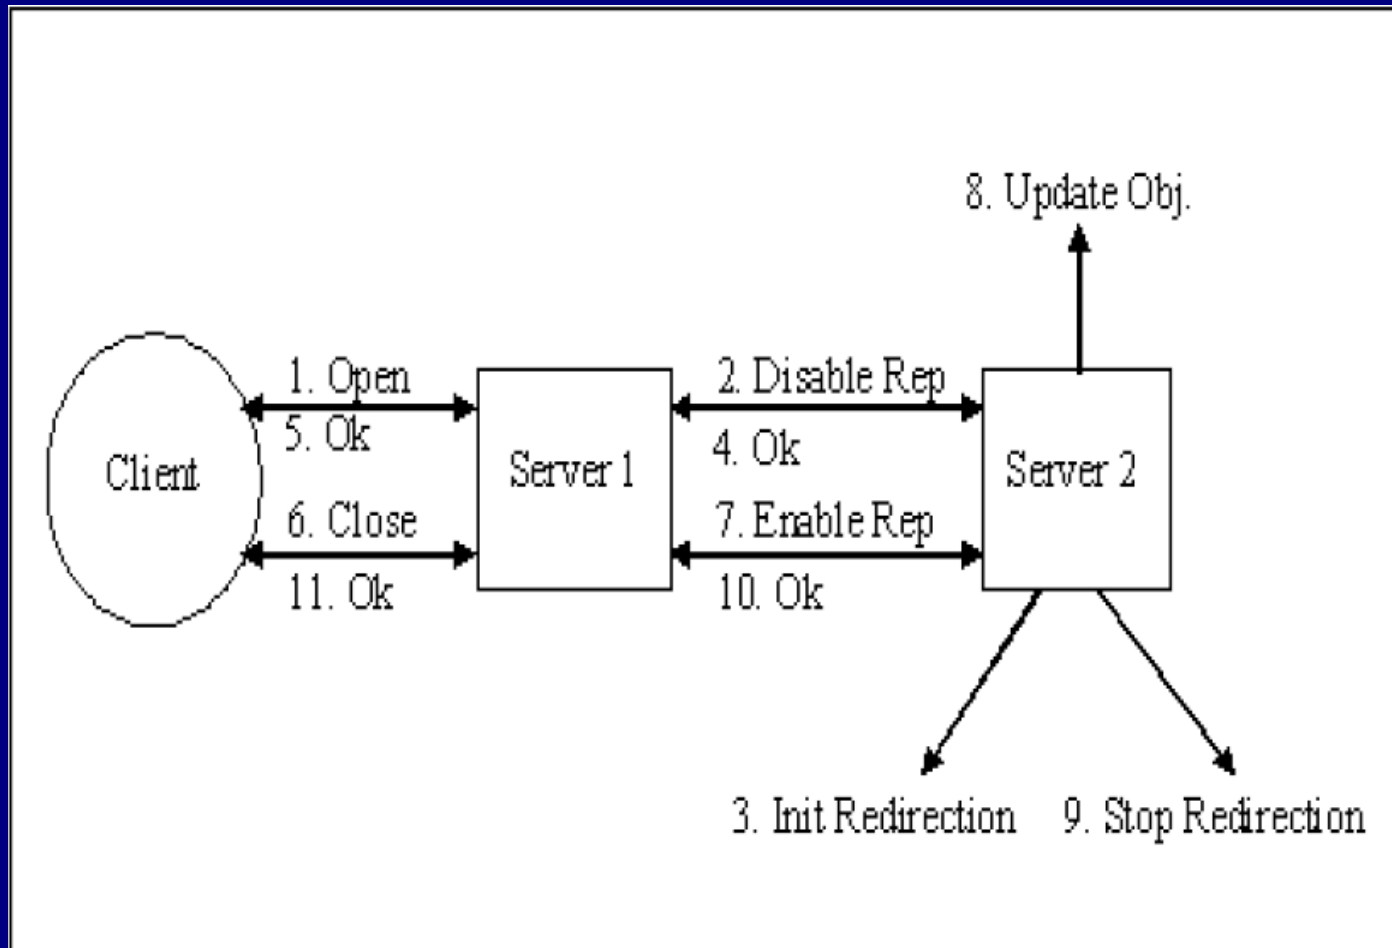 8. Update Obj.
1. Open
2. Disable Rep
5. Ok
4. Ok
Client
Server 1
Server 2
6. Close
7. Enable Rep
11. Ok
10. Ok
3. Init Redirection
9. Stop Redirection